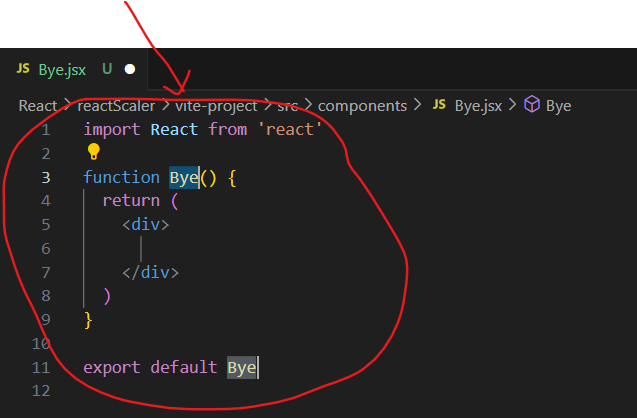 JS Bye.jsx U
React > reactScaler > vite-project > src > components > JS Bye.jsx > Bye
1 import React from 'react'
2
3 function Bye() {
4 return (
5 <div>
6
7 </div>
8 )
9 }
10
11 export default Bye
12